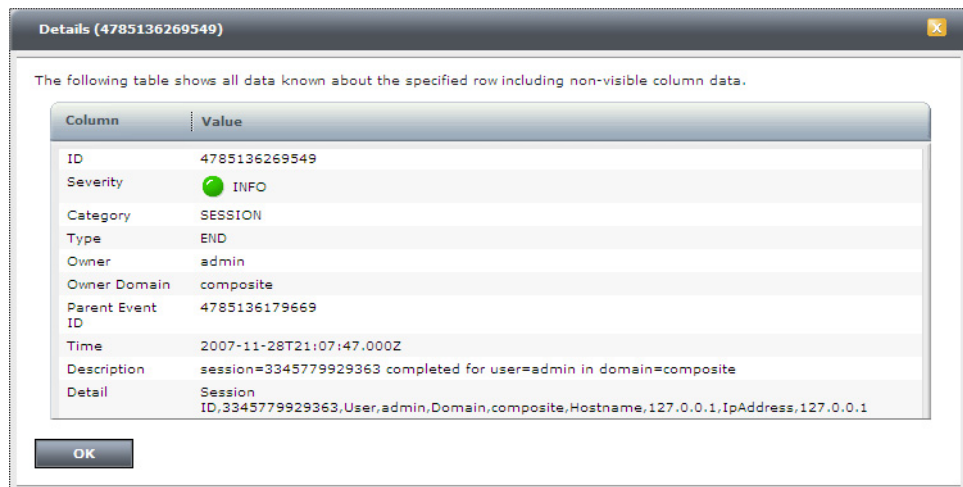 Details (4785136269549)
The following table shows all data known about the specified row including non-visible column data.
Column Value
ID 4785136269549
Severity INFO
Category SESSION
Type END
Owner admin
Owner Domain composite
Parent Event 4785136179669
ID
Time 2007-11-28T21:07:47.000Z
Description session=3345779929363 completed for user=admin in domain=composite
Detail Session
ID,3345779929363,User,admin,Domain,composite,Hostname,127.0.0.1,IpAddress,127.0.0.1
OK